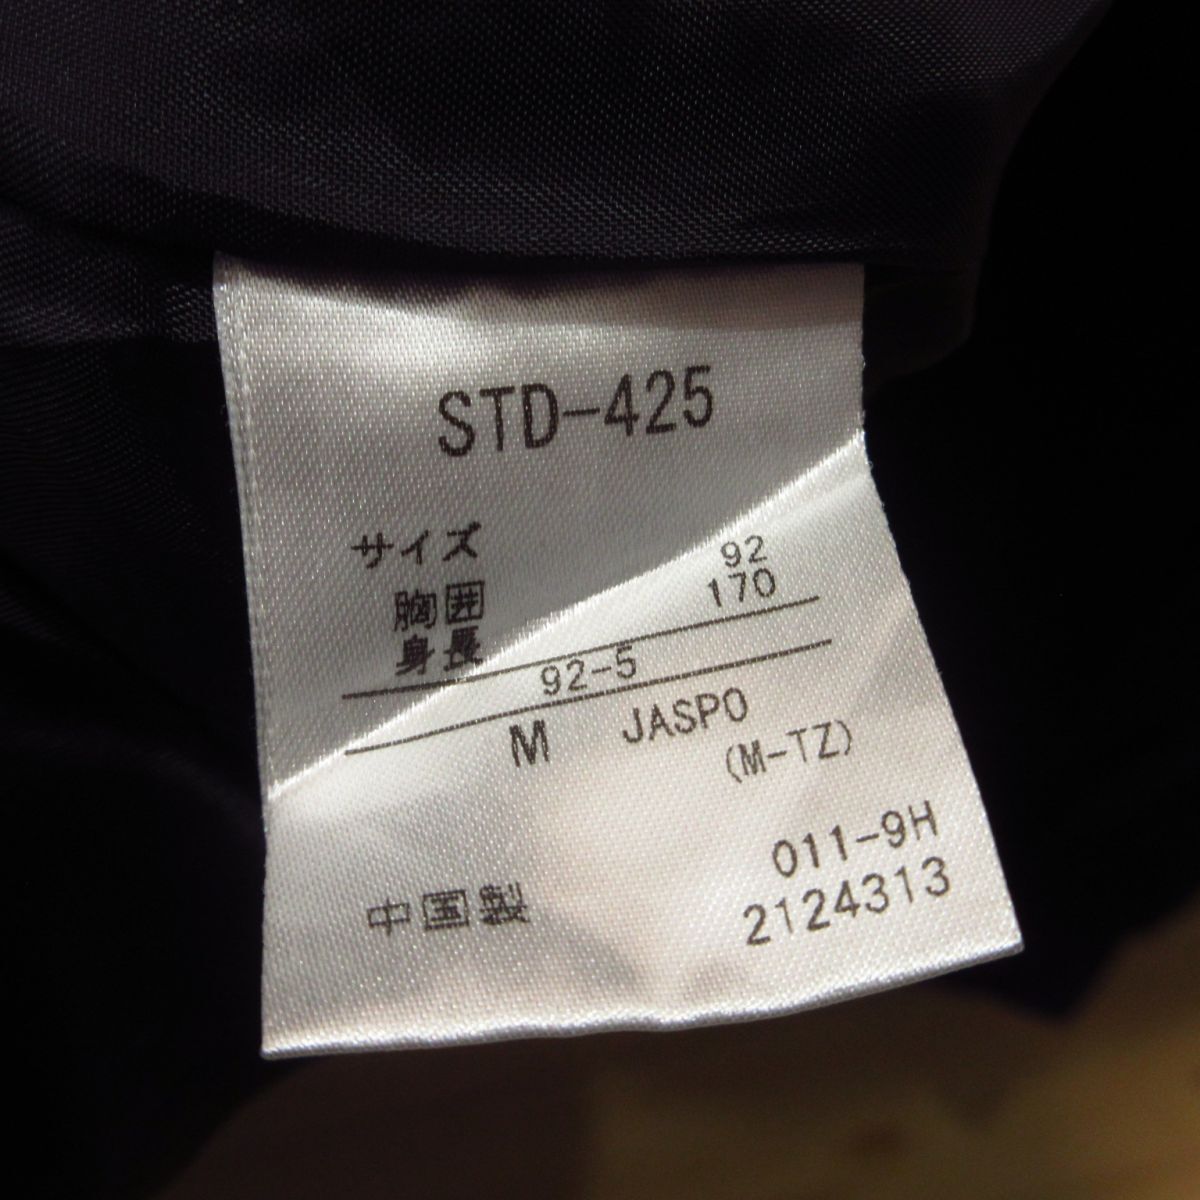 STD-425
サイズ
胸囲 92
身長 170
92-5
M JASPO
(M-TZ)
011-9H
中国製 2124313